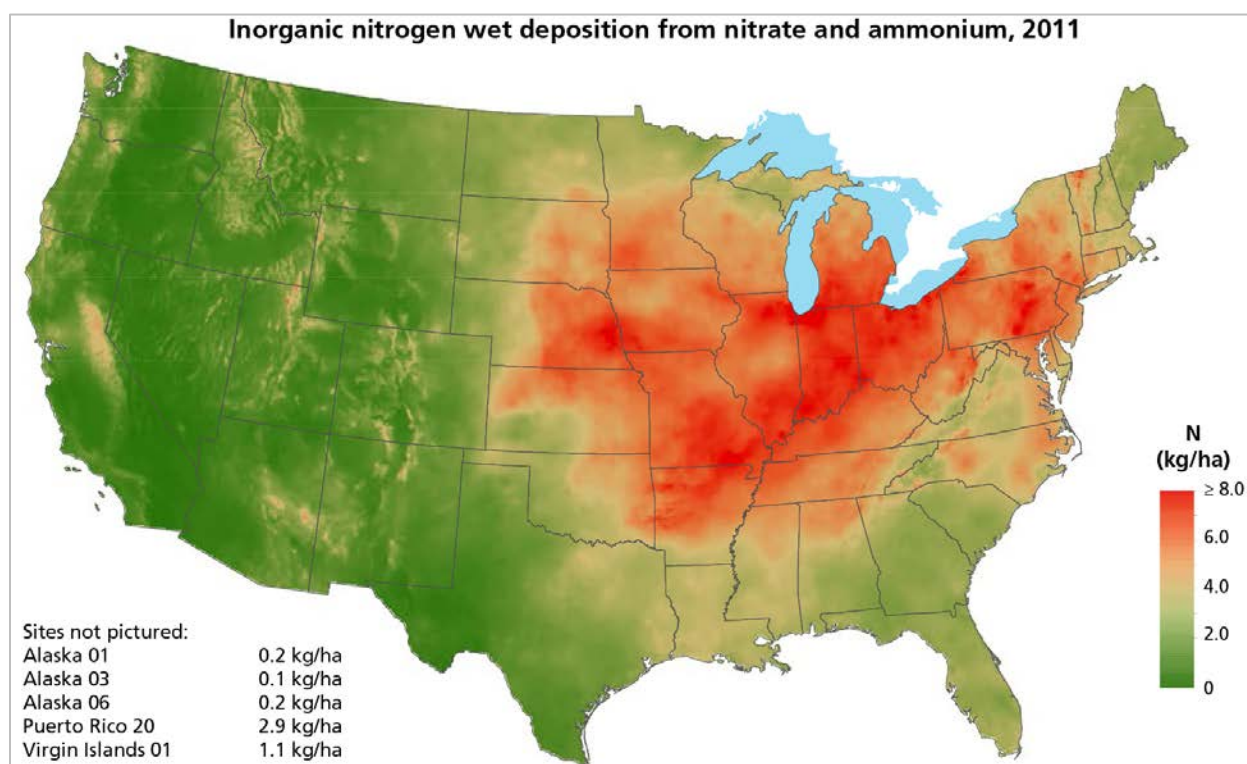 Inorganic nitrogen wet deposition from nitrate and ammonium, 2011
N
(kg/ha)
≥ 8.0
6.0
4.0
2.0
0
Sites not pictured:
Alaska 01 0.2 kg/ha
Alaska 03 0.1 kg/ha
Alaska 06 0.2 kg/ha
Puerto Rico 20 2.9 kg/ha
Virgin Islands 01 1.1 kg/ha